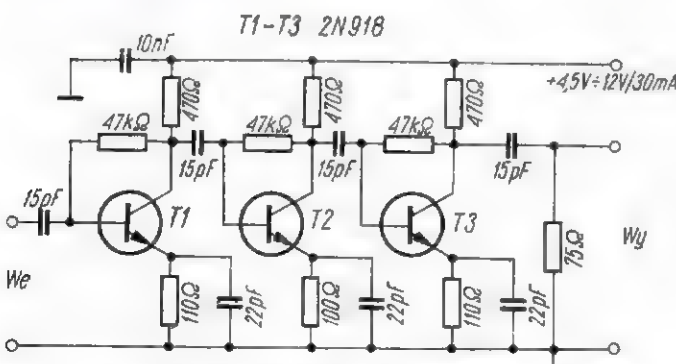 T1-T3 2N918
10nF
470Ω
470Ω
470Ω
+4,5V÷12V/30mA
47kΩ
47kΩ
47kΩ
15pF
15pF
15pF
15pF
T1
T2
T3
We
Wy
110Ω
22pF
100Ω
22pF
110Ω
22pF
75Ω